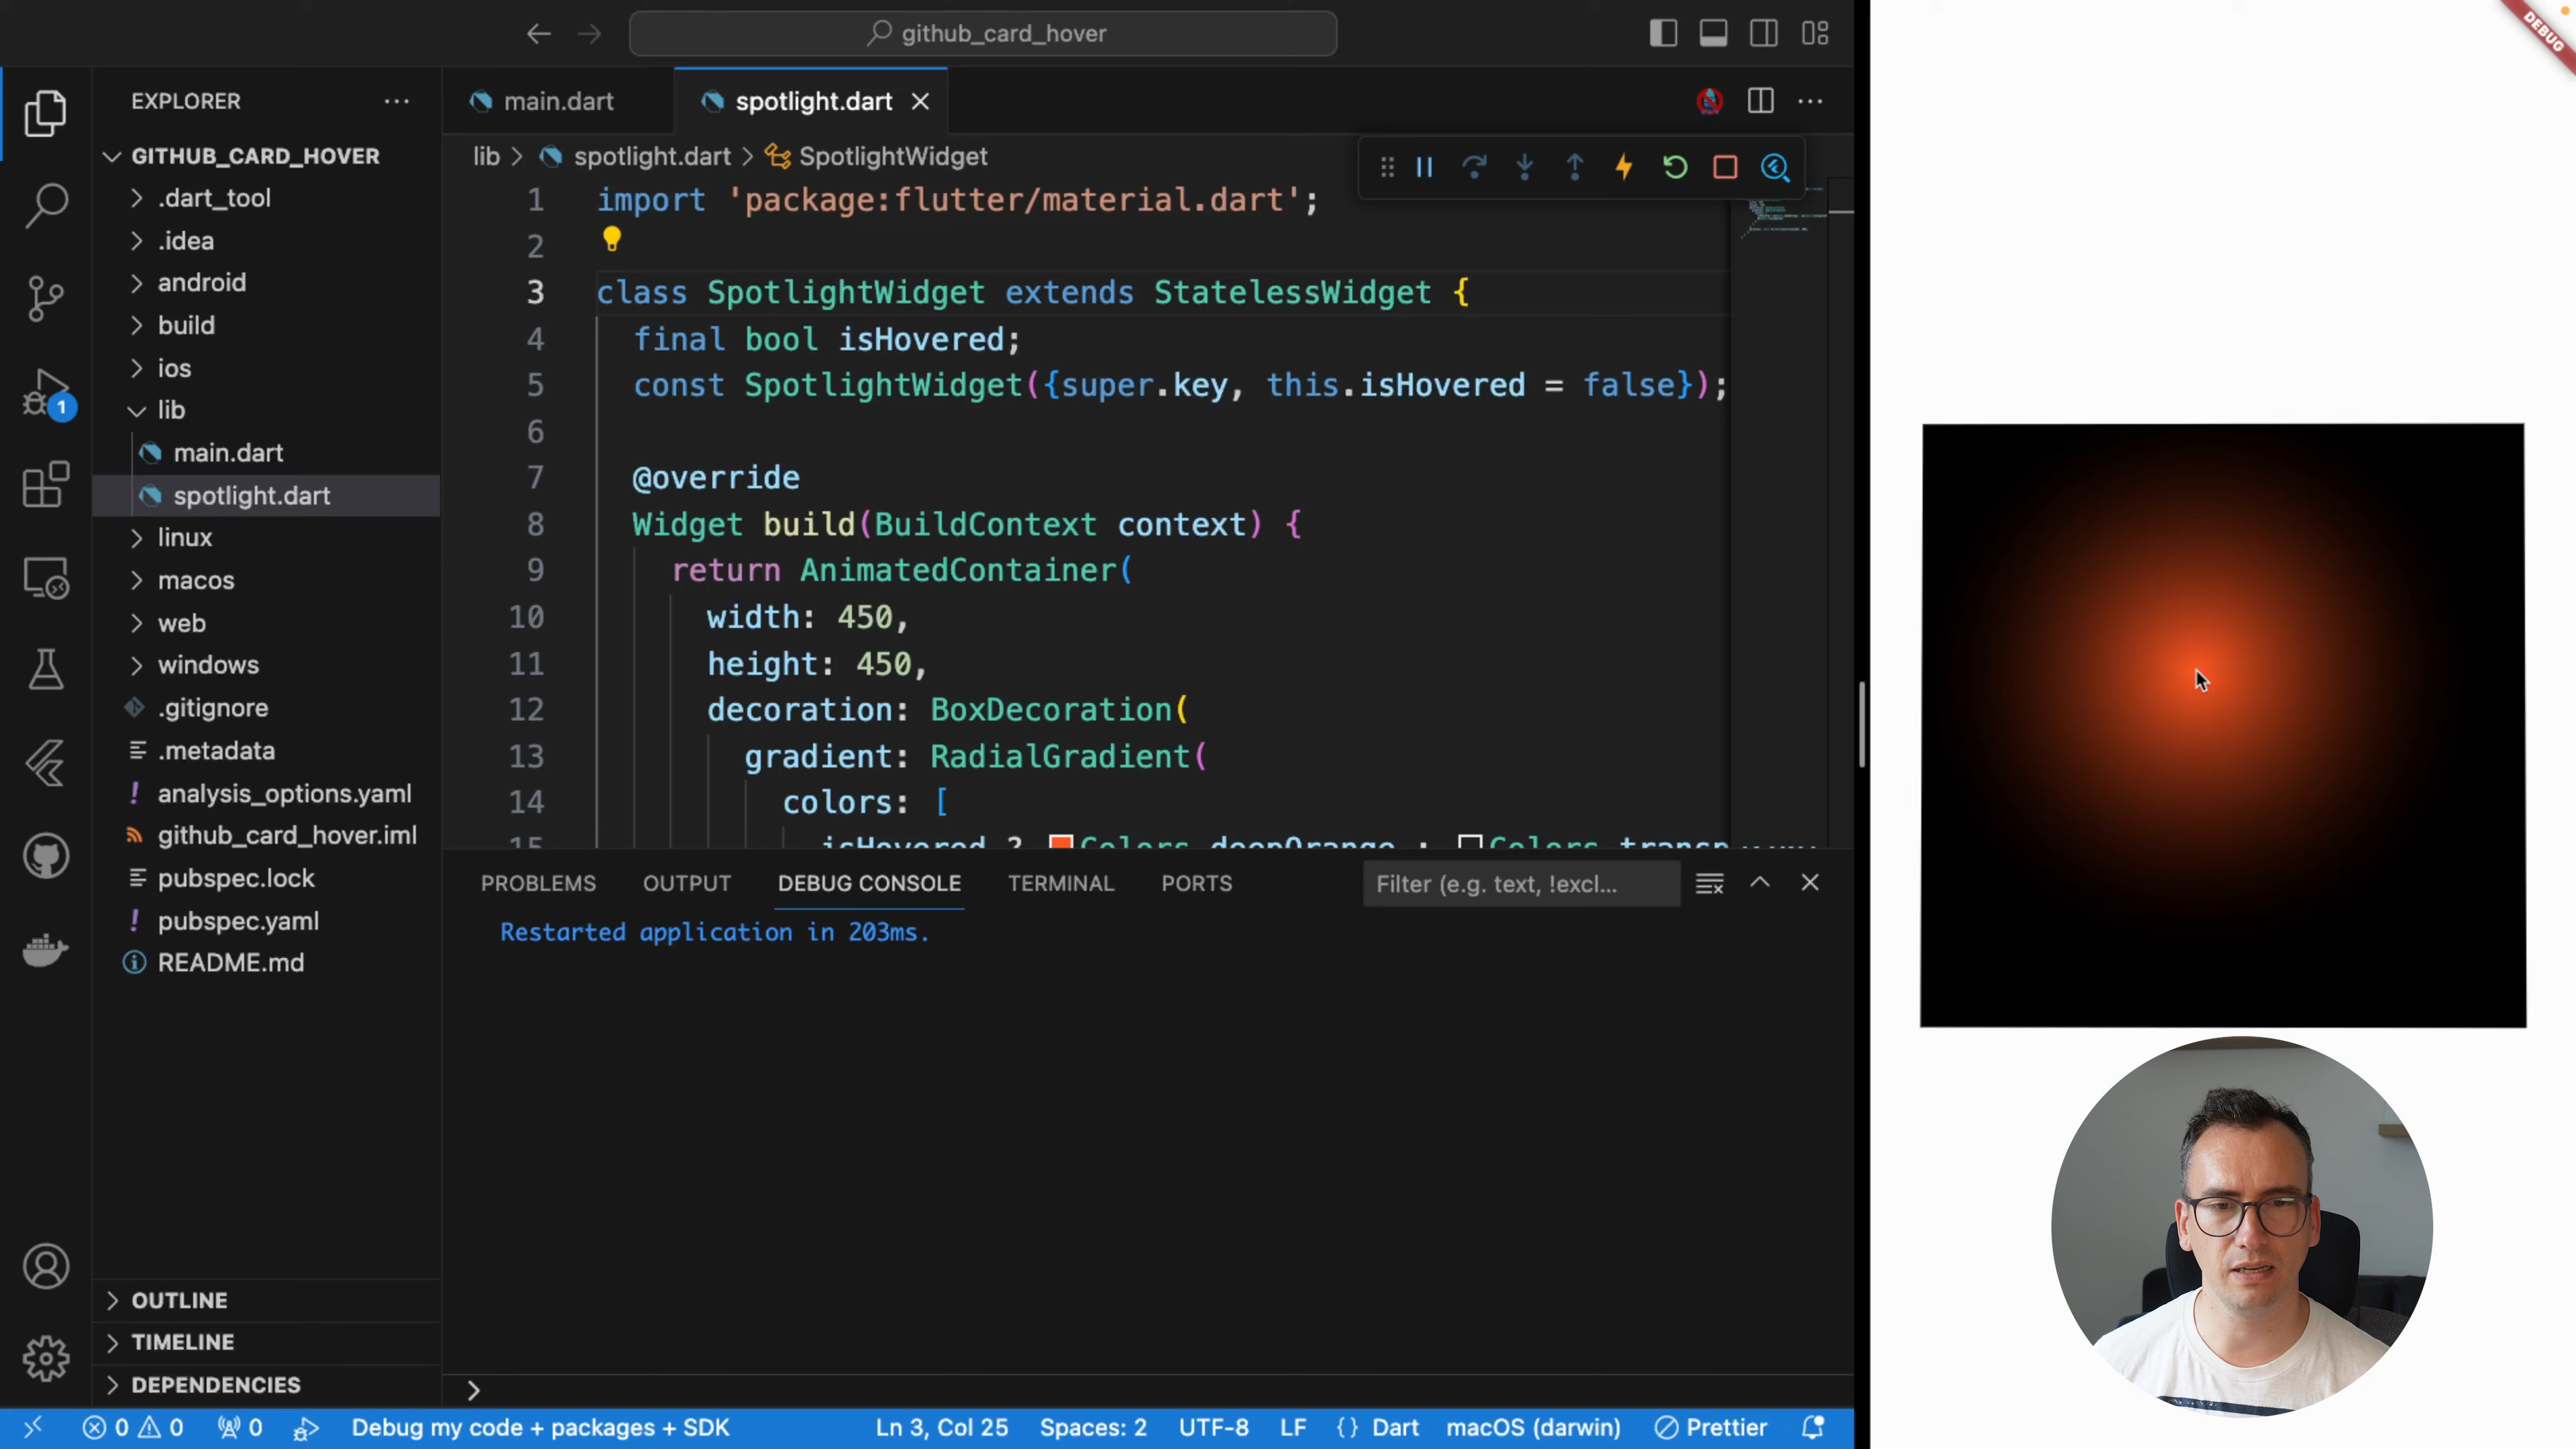 github_card_hover
DEBUG
EXPLORER
main.dart
spotlight.dart
GITHUB_CARD_HOVER
lib > spotlight.dart > SpotlightWidget
.dart_tool
.idea
android
build
ios
lib
main.dart
spotlight.dart
linux
macos
web
windows
.gitignore
.metadata
! analysis_options.yaml
github_card_hover.iml
pubspec.lock
! pubspec.yaml
README.md
1
OUTLINE
TIMELINE
DEPENDENCIES
1 import 'package:flutter/material.dart';
2
3 class SpotlightWidget extends StatelessWidget {
4 final bool isHovered;
5 const SpotlightWidget({super.key, this.isHovered = false});
6
7 @override
8 Widget build(BuildContext context) {
9 return AnimatedContainer(
10 width: 450,
11 height: 450,
12 decoration: BoxDecoration(
13 gradient: RadialGradient(
14 colors: [
15 isHovered ? Colors.deepOrange :
PROBLEMS
OUTPUT
DEBUG CONSOLE
TERMINAL
PORTS
Filter (e.g. text, !excl...
Restarted application in 203ms.
0 0 0 Debug my code + packages + SDK Ln 3, Col 25 Spaces: 2 UTF-8 LF {} Dart macOS (darwin) Prettier